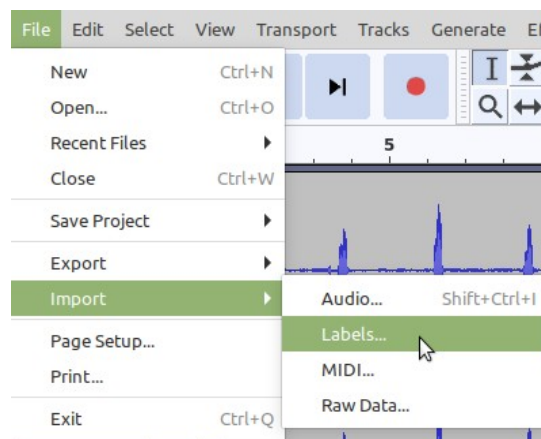 File Edit Select View Transport Tracks Generate
New Ctrl+N
Open... Ctrl+O
Recent Files
5
Close Ctrl+W
Save Project
Export
Import
Audio... Shift+Ctrl+I
Labels...
Page Setup...
MIDI...
Print...
Raw Data...
Exit Ctrl+Q